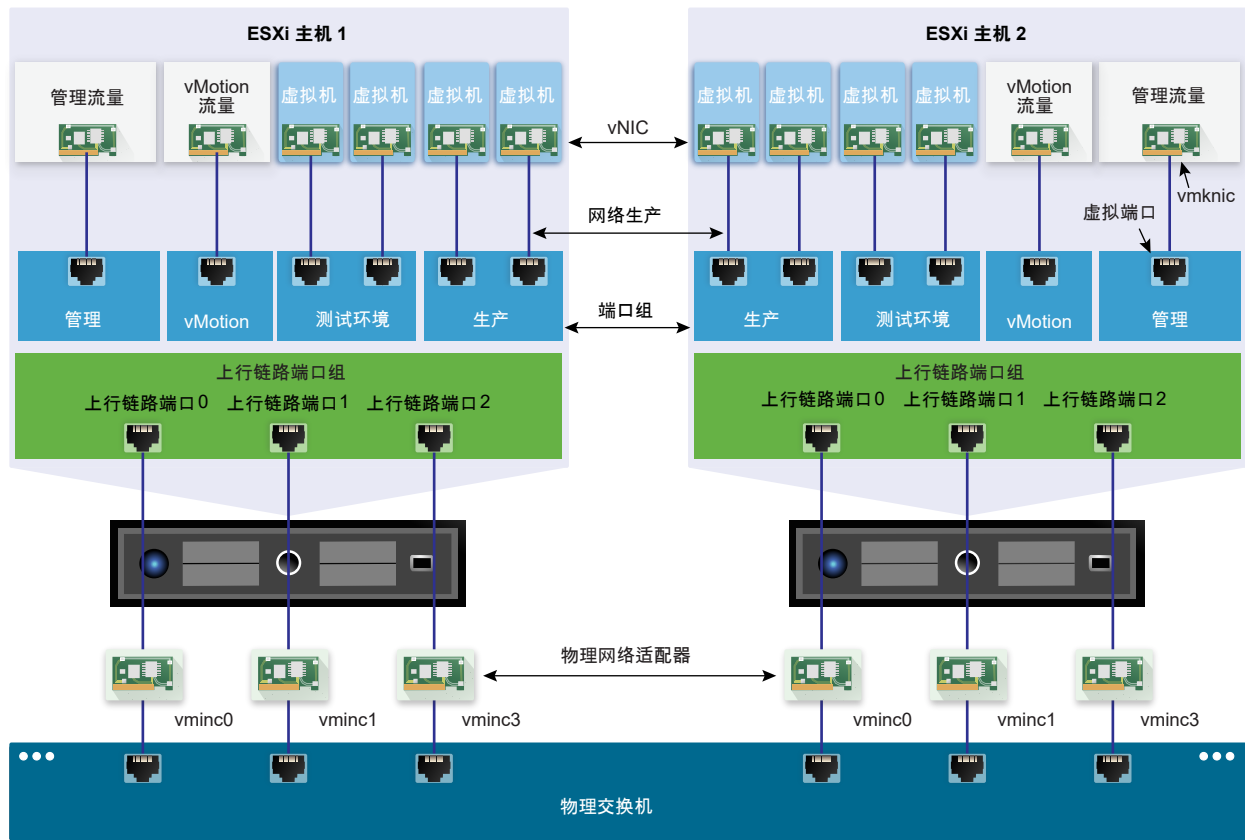 ESXi 主机 1
ESXi 主机 2
管理流量
vMotion
流量
虚拟机
虚拟机
虚拟机
虚拟机
vNIC
虚拟机
虚拟机
虚拟机
虚拟机
vMotion
流量
管理流量
vmknic
网络生产
虚拟端口
管理
vMotion
测试环境
生产
端口组
生产
测试环境
vMotion
管理
上行链路端口组
上行链路端口0
上行链路端口1
上行链路端口2
上行链路端口组
上行链路端口0
上行链路端口1
上行链路端口2
物理网络适配器
vminc0
vminc1
vminc3
vminc0
vminc1
vminc3
物理交换机